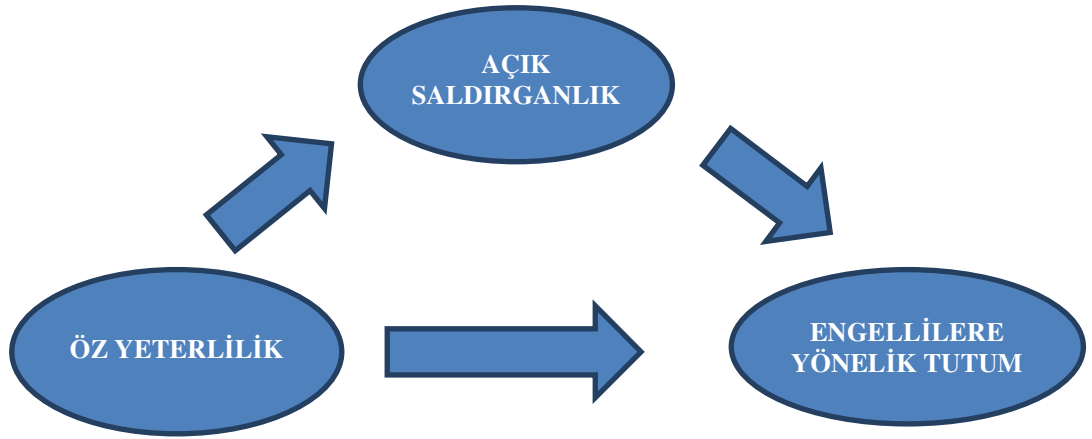 AÇIK
SALDIRGANLIK
ÖZ YETERLİLİK
ENGELLİLERE
YÖNELİK TUTUM